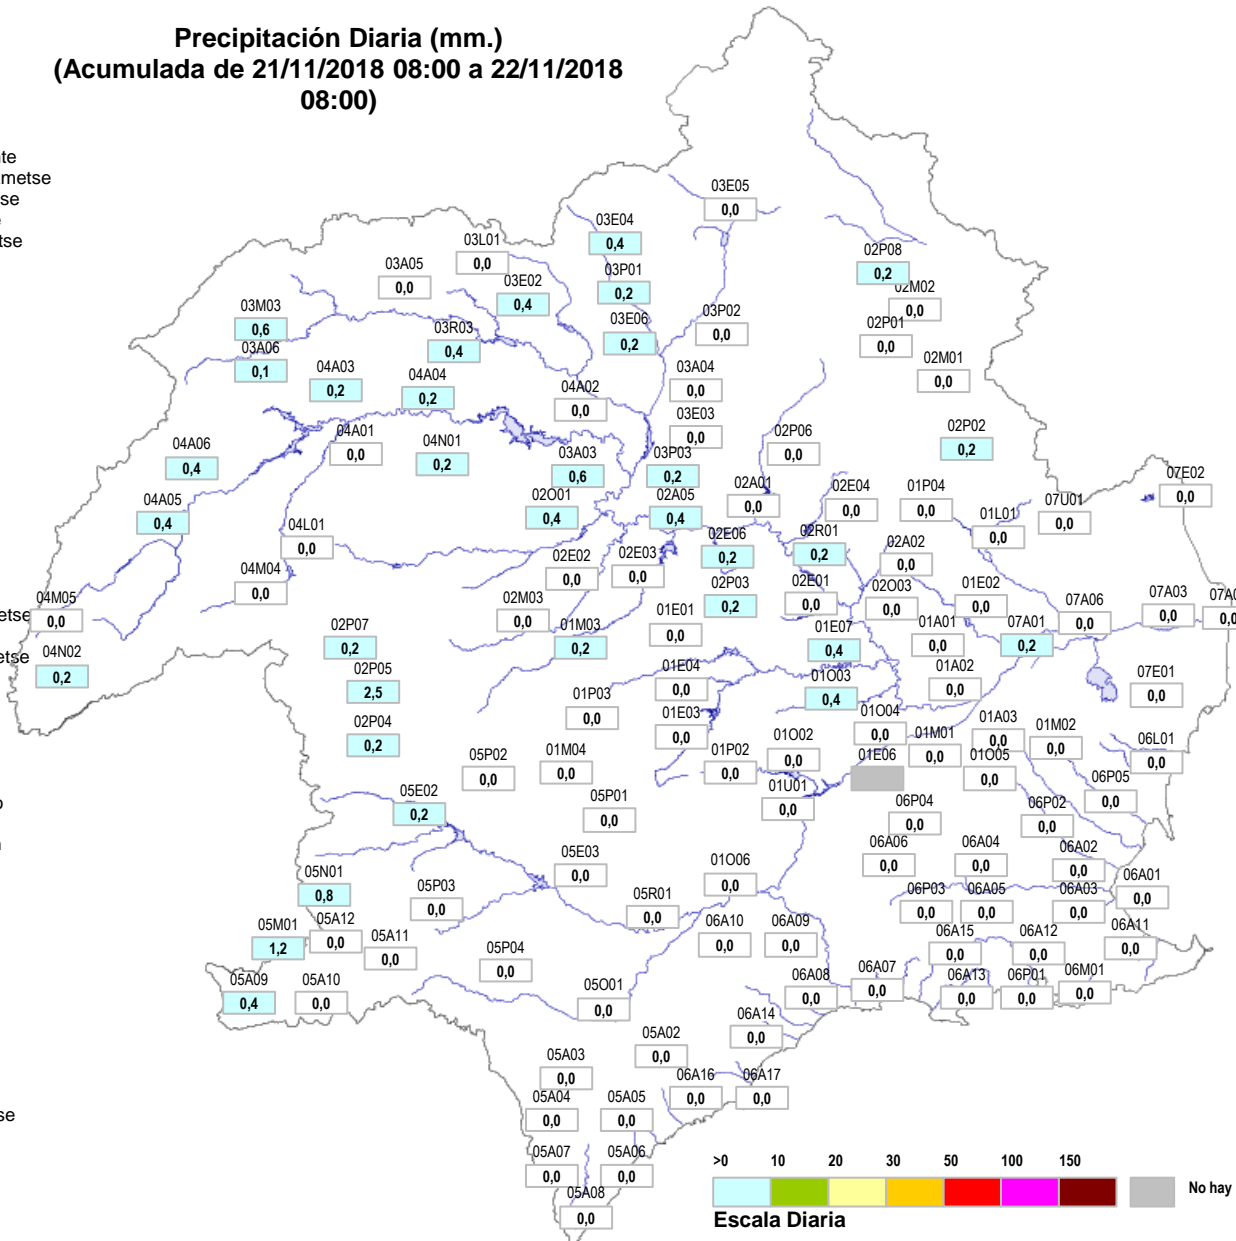 Precipitación Diaria (mm.)
(Acumulada de 21/11/2018 08:00 a 22/11/2018
08:00)
nte
metse
se
e
tse
03E05
0,0
03E04
0,4
03L01
0,0
03P01
0,2
02P08
0,2
03A05
0,0
03E02
0,4
02M02
0,0
03M03
0,6
03R03
0,4
03E06
0,2
03P02
0,0
02P01
0,0
03A06
0,1
04A03
0,2
04A04
0,2
04A02
0,0
03A04
0,0
02M01
0,0
03E03
0,0
04A01
0,0
04A06
0,4
04N01
0,2
03A03
0,6
03P03
0,2
02P06
0,0
02P02
0,2
07E02
0,0
04A05
0,4
02O01
0,4
02A05
0,4
02A01
0,0
02E04
0,0
01P04
0,0
07U01
0,0
01L01
0,0
04L01
0,0
02E02
0,0
02E03
0,0
02E06
0,2
02R01
0,2
02A02
0,0
04M04
0,0
04M05
0,0
etse
02M03
0,0
02P03
0,2
02E01
0,0
02O03
0,0
01E02
0,0
07A06
0,0
07A03
0,0
07A0
0,0
02P07
0,2
01M03
0,2
01E01
0,0
01E07
0,4
01A01
0,0
07A01
0,2
04N02
0,2
etse
02P05
2,5
01E04
0,0
01O03
0,4
01A02
0,0
07E01
0,0
02P04
0,2
01P03
0,0
01E03
0,0
01O04
0,0
01A03
0,0
01M02
0,0
01M01
0,0
06L01
0,0
05P02
0,0
01M04
0,0
01P02
0,0
01O02
0,0
01E06
01O05
0,0
06P05
0,0
05E02
0,2
05P01
0,0
01U01
0,0
06P04
0,0
06P02
0,0
05E03
0,0
01O06
0,0
06A06
0,0
06A04
0,0
06A02
0,0
05N01
0,8
05P03
0,0
05R01
0,0
06P03
0,0
06A05
0,0
06A03
0,0
06A01
0,0
05M01
1,2
05A12
0,0
05A11
0,0
06A10
0,0
06A09
0,0
06A15
0,0
06A12
0,0
06A11
0,0
05P04
0,0
05A09
0,4
05A10
0,0
05O01
0,0
06A08
0,0
06A07
0,0
06A13
0,0
06P01
0,0
06M01
0,0
06A14
0,0
05A02
0,0
05A03
0,0
06A16
0,0
06A17
0,0
05A04
0,0
05A05
0,0
se
05A07
0,0
05A06
0,0
05A08
0,0
>0 10 20 30 50 100 150
No hay
Escala Diaria